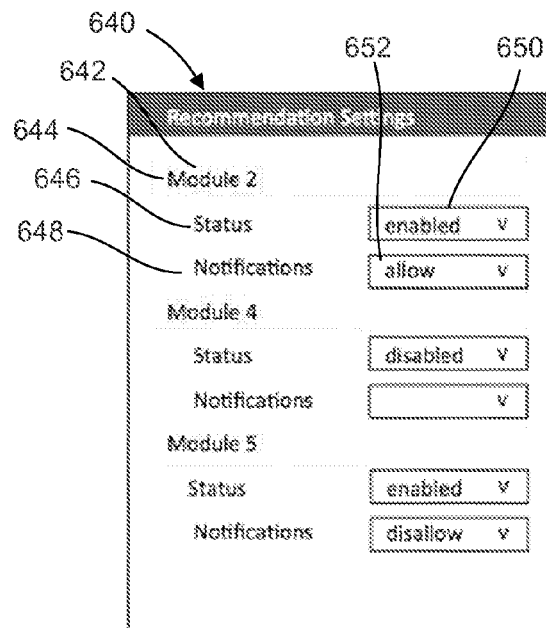 640
642
652
650
Recommendation Settings
644
Module 2
646
Status
enabled v
648
Notifications
allow v
Module 4
Status
disabled v
Notifications
v
Module 5
Status
enabled v
Notifications
disallow v